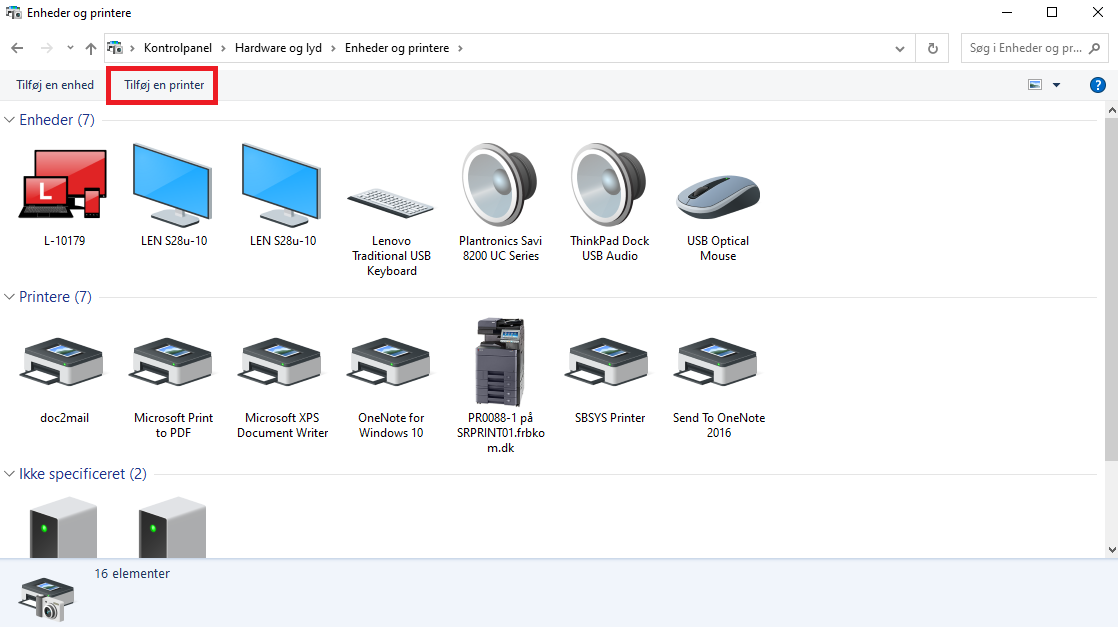 Enheder og printere
Kontrolpanel > Hardware og lyd > Enheder og printere >
Søg i Enheder og pr...
Tilføj en enhed
Tilføj en printer
?
Enheder (7)
L
L-10179
LEN S28u-10
LEN S28u-10
Lenovo
Traditional USB
Keyboard
Plantronics Savi
8200 UC Series
ThinkPad Dock
USB Audio
USB Optical
Mouse
Printere (7)
doc2mail
Microsoft Print
to PDF
Microsoft XPS
Document Writer
OneNote for
Windows 10
PR0088-1 på
SRPRINT01.frbko
m.dk
SBSYS Printer
Send To OneNote
2016
Ikke specificeret (2)
16 elementer